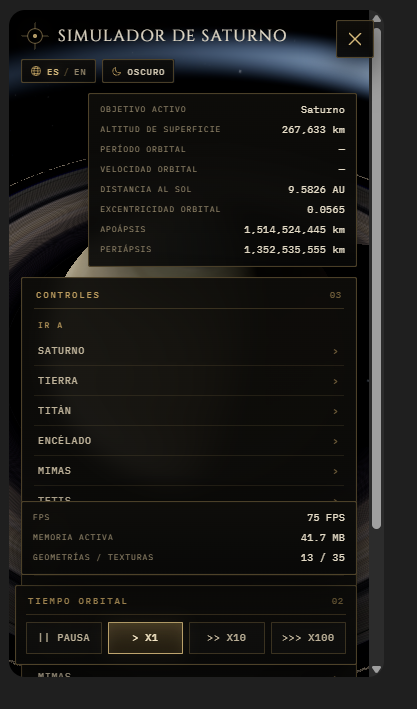 SIMULADOR DE SATURNO
ES / EN
OSCURO
OBJETIVO ACTIVO Saturno
ALTITUD DE SUPERFICIE 267,633 km
PERÍODO ORBITAL —
VELOCIDAD ORBITAL —
DISTANCIA AL SOL 9.5826 AU
EXCENTRICIDAD ORBITAL 0.0565
APOÁPSIS 1,514,524,445 km
PERIÁPSIS 1,352,535,555 km
CONTROLES 03
IR A
SATURNO ›
TIERRA ›
TITÁN ›
ENCÉLADO ›
MIMAS ›
TETIS
FPS 75 FPS
MEMORIA ACTIVA 41.7 MB
GEOMETRÍAS / TEXTURAS 13 / 35
TIEMPO ORBITAL 02
|| PAUSA > X1 >> X10 >>> X100
MIMAS